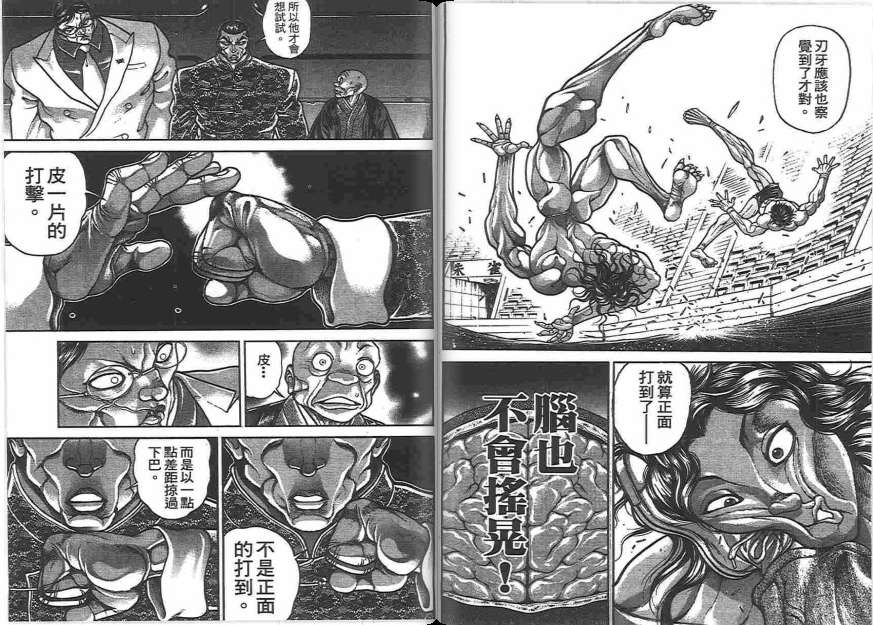 刃牙應該也察
覺到了才對。
朱雀
就算正面
打到了──
腦也
不會搖晃！
所以他才會
想試試。
皮一片的
打擊。
皮…
不是正面
的打到。
而是以一點
點差距掠過
下巴。